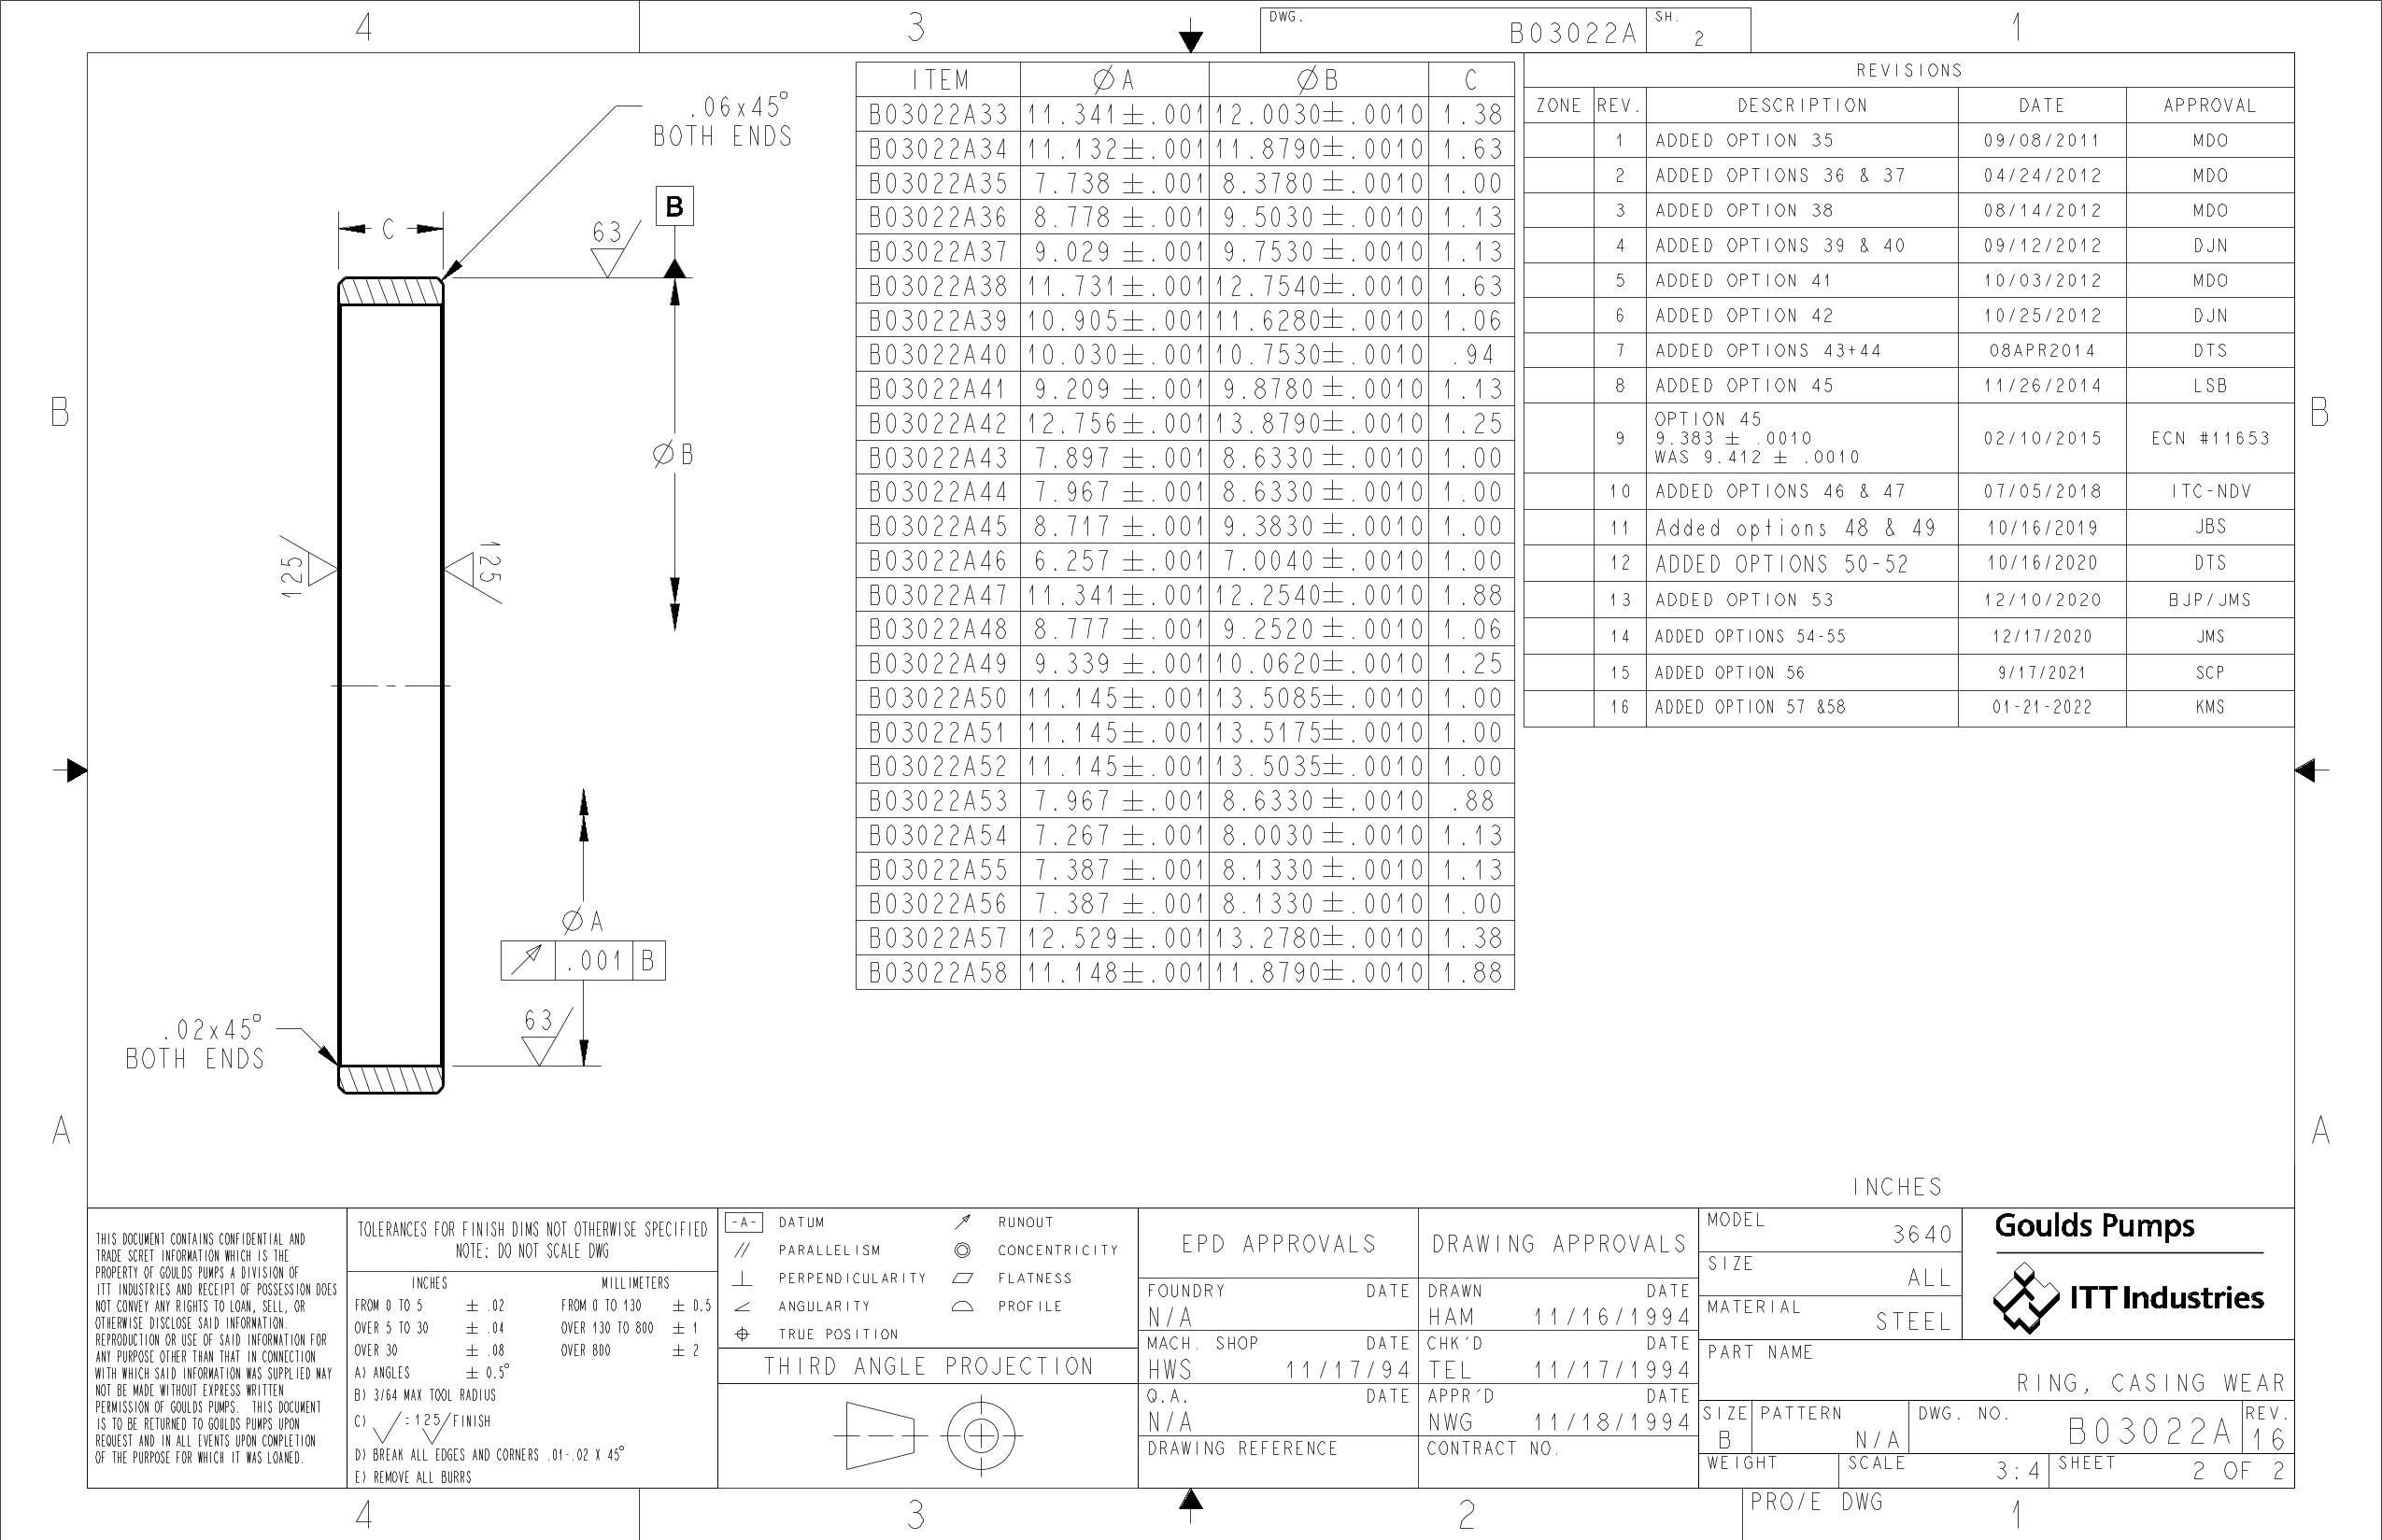 4
3
DWG.
B03022A
SH.
2
1
.06x45°
BOTH ENDS
B
C
63
ØB
125
125
ØA
.001 B
63
.02x45°
BOTH ENDS
B
A
B
A
ITEM ØA ØB C
B03022A33 11.341±.001 12.0030±.0010 1.38
B03022A34 11.132±.001 11.8790±.0010 1.63
B03022A35 7.738 ±.001 8.3780 ±.0010 1.00
B03022A36 8.778 ±.001 9.5030 ±.0010 1.13
B03022A37 9.029 ±.001 9.7530 ±.0010 1.13
B03022A38 11.731±.001 12.7540±.0010 1.63
B03022A39 10.905±.001 11.6280±.0010 1.06
B03022A40 10.030±.001 10.7530±.0010 .94
B03022A41 9.209 ±.001 9.8780 ±.0010 1.13
B03022A42 12.756±.001 13.8790±.0010 1.25
B03022A43 7.897 ±.001 8.6330 ±.0010 1.00
B03022A44 7.967 ±.001 8.6330 ±.0010 1.00
B03022A45 8.717 ±.001 9.3830 ±.0010 1.00
B03022A46 6.257 ±.001 7.0040 ±.0010 1.00
B03022A47 11.341±.001 12.2540±.0010 1.88
B03022A48 8.777 ±.001 9.2520 ±.0010 1.06
B03022A49 9.339 ±.001 10.0620±.0010 1.25
B03022A50 11.145±.001 13.5085±.0010 1.00
B03022A51 11.145±.001 13.5175±.0010 1.00
B03022A52 11.145±.001 13.5035±.0010 1.00
B03022A53 7.967 ±.001 8.6330 ±.0010 .88
B03022A54 7.267 ±.001 8.0030 ±.0010 1.13
B03022A55 7.387 ±.001 8.1330 ±.0010 1.13
B03022A56 7.387 ±.001 8.1330 ±.0010 1.00
B03022A57 12.529±.001 13.2780±.0010 1.38
B03022A58 11.148±.001 11.8790±.0010 1.88
REVISIONS
ZONE REV. DESCRIPTION DATE APPROVAL
1 ADDED OPTION 35 09/08/2011 MDO
2 ADDED OPTIONS 36 & 37 04/24/2012 MDO
3 ADDED OPTION 38 08/14/2012 MDO
4 ADDED OPTIONS 39 & 40 09/12/2012 DJN
5 ADDED OPTION 41 10/03/2012 MDO
6 ADDED OPTION 42 10/25/2012 DJN
7 ADDED OPTIONS 43+44 08APR2014 DTS
8 ADDED OPTION 45 11/26/2014 LSB
OPTION 45
9 9.383 ± .0010 02/10/2015 ECN #11653
WAS 9.412 ± .0010
10 ADDED OPTIONS 46 & 47 07/05/2018 ITC-NDV
11 Added options 48 & 49 10/16/2019 JBS
12 ADDED OPTIONS 50-52 10/16/2020 DTS
13 ADDED OPTION 53 12/10/2020 BJP/JMS
14 ADDED OPTIONS 54-55 12/17/2020 JMS
15 ADDED OPTION 56 9/17/2021 SCP
16 ADDED OPTION 57 &58 01-21-2022 KMS
INCHES
THIS DOCUMENT CONTAINS CONFIDENTIAL AND
TRADE SCRET INFORMATION WHICH IS THE
PROPERTY OF GOULDS PUMPS A DIVISION OF
ITT INDUSTRIES AND RECEIPT OF POSSESSION DOES
NOT CONVEY ANY RIGHTS TO LOAN, SELL, OR
OTHERWISE DISCLOSE SAID INFORMATION.
REPRODUCTION OR USE OF SAID INFORMATION FOR
ANY PURPOSE OTHER THAN THAT IN CONNECTION
WITH WHICH SAID INFORMATION WAS SUPPLIED MAY
NOT BE MADE WITHOUT EXPRESS WRITTEN
PERMISSION OF GOULDS PUMPS. THIS DOCUMENT
IS TO BE RETURNED TO GOULDS PUMPS UPON
REQUEST AND IN ALL EVENTS UPON COMPLETION
OF THE PURPOSE FOR WHICH IT WAS LOANED.
TOLERANCES FOR FINISH DIMS NOT OTHERWISE SPECIFIED
NOTE: DO NOT SCALE DWG
INCHES MILLIMETERS
FROM 0 TO 5 ± .02 FROM 0 TO 130 ± 0.5
OVER 5 TO 30 ± .04 OVER 130 TO 800 ± 1
OVER 30 ± .08 OVER 800 ± 2
A) ANGLES ± 0.5°
B) 3/64 MAX TOOL RADIUS
C) √ =125/FINISH
D) BREAK ALL EDGES AND CORNERS .01-.02 X 45°
E) REMOVE ALL BURRS
-A- DATUM RUNOUT
PARALLELISM CONCENTRICITY
PERPENDICULARITY FLATNESS
ANGULARITY PROFILE
TRUE POSITION
THIRD ANGLE PROJECTION
EPD APPROVALS
FOUNDRY DATE
N/A
MACH. SHOP DATE
HWS 11/17/94
Q.A. DATE
N/A
DRAWING REFERENCE
DRAWING APPROVALS
DRAWN DATE
HAM 11/16/1994
CHK'D DATE
TEL 11/17/1994
APPR'D DATE
NWG 11/18/1994
CONTRACT NO.
MODEL
3640
SIZE
ALL
MATERIAL
STEEL
Goulds Pumps
ITT Industries
PART NAME
RING, CASING WEAR
SIZE
B
PATTERN
N/A
DWG. NO.
B03022A
REV.
16
WEIGHT
SCALE
3:4
SHEET
2 OF 2
PRO/E DWG
4
3
2
1